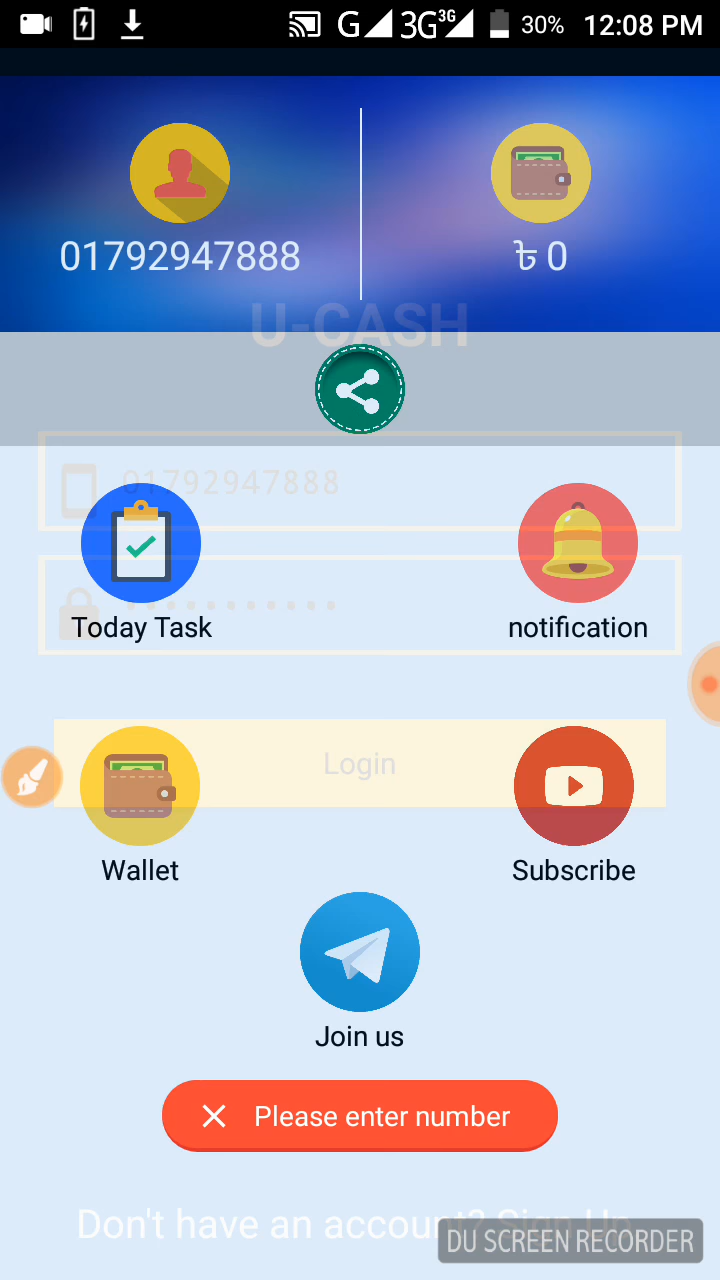 G 3G 3G 30% 12:08 PM
01792947888 ৳ 0
U-CASH
01792947888
Today Task notification
Login
Wallet Subscribe
Join us
Please enter number
Don't have an account? Sign Up
DU SCREEN RECORDER